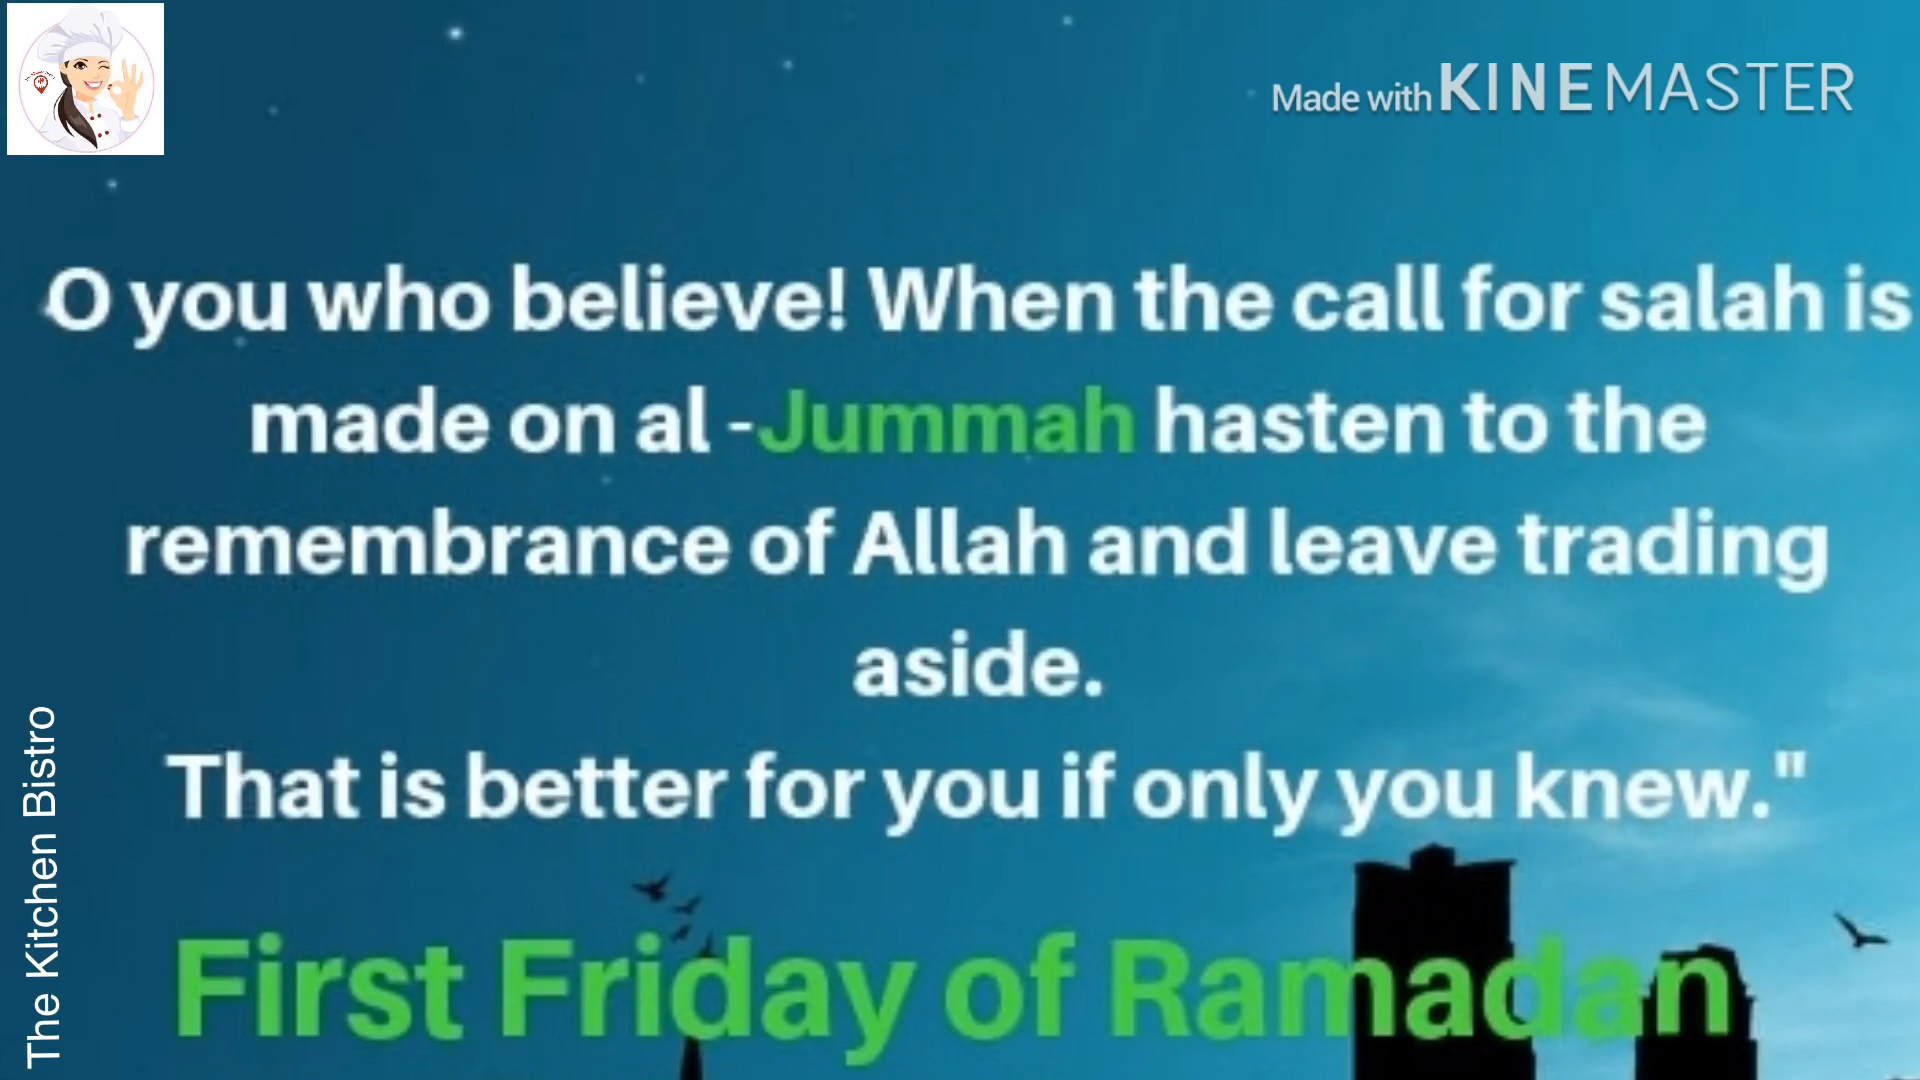 Made with KINEMASTER
O you who believe! When the call for salah is
made on al -Jummah hasten to the
remembrance of Allah and leave trading
aside.
That is better for you if only you knew."
First Friday of Ramadan
The Kitchen Bistro